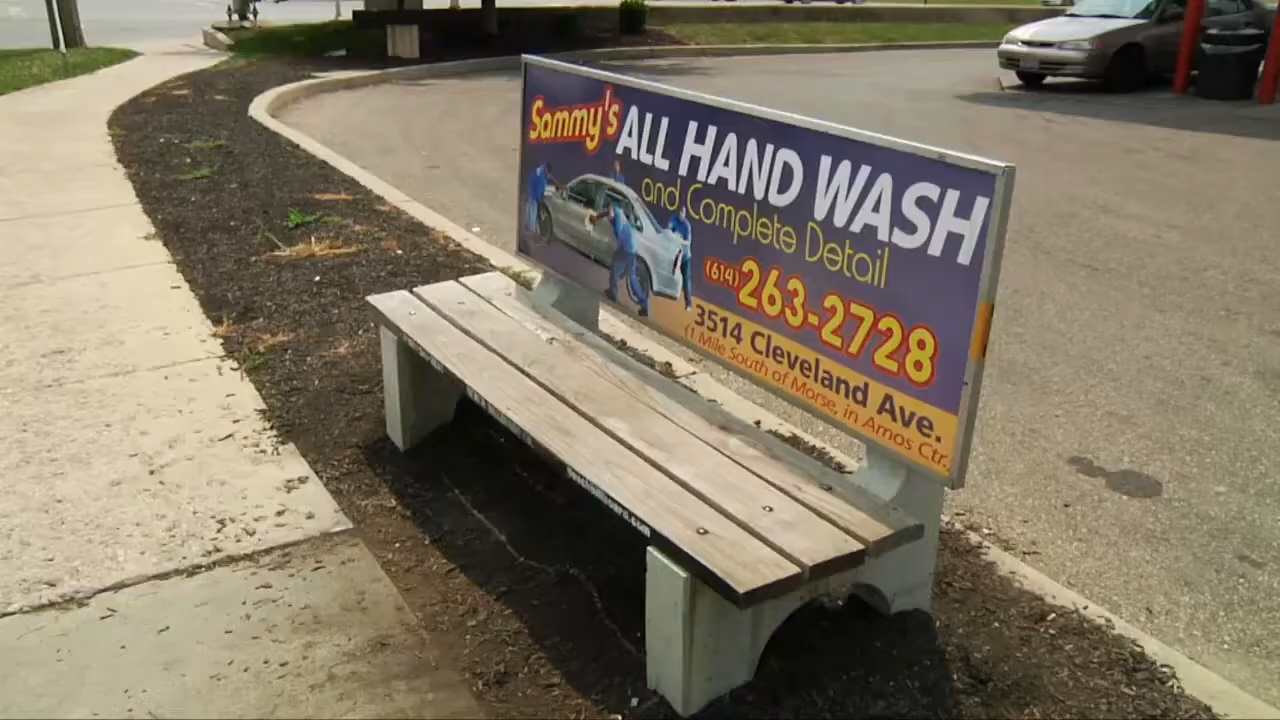 Sammy's ALL HAND WASH
and Complete Detail
(614) 263-2728
3514 Cleveland Ave.
(1 Mile South of Morse, in Amos Ctr.